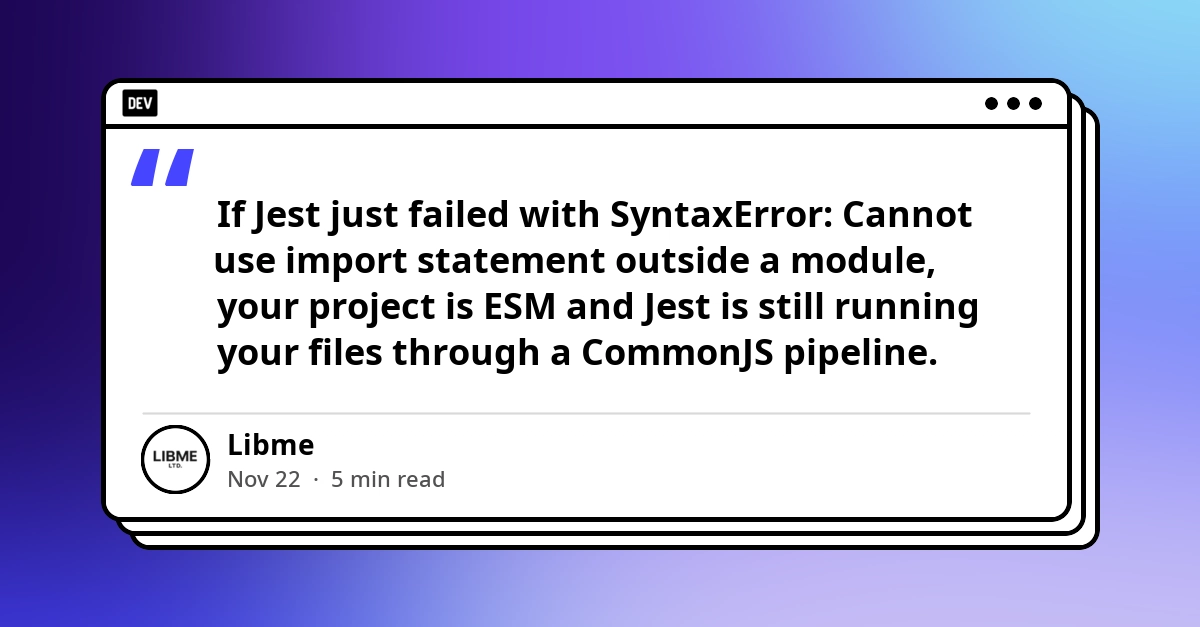 DEV
“
If Jest just failed with SyntaxError: Cannot
use import statement outside a module,
your project is ESM and Jest is still running
your files through a CommonJS pipeline.
LIBME
LTD.
Libme
Nov 22 · 5 min read